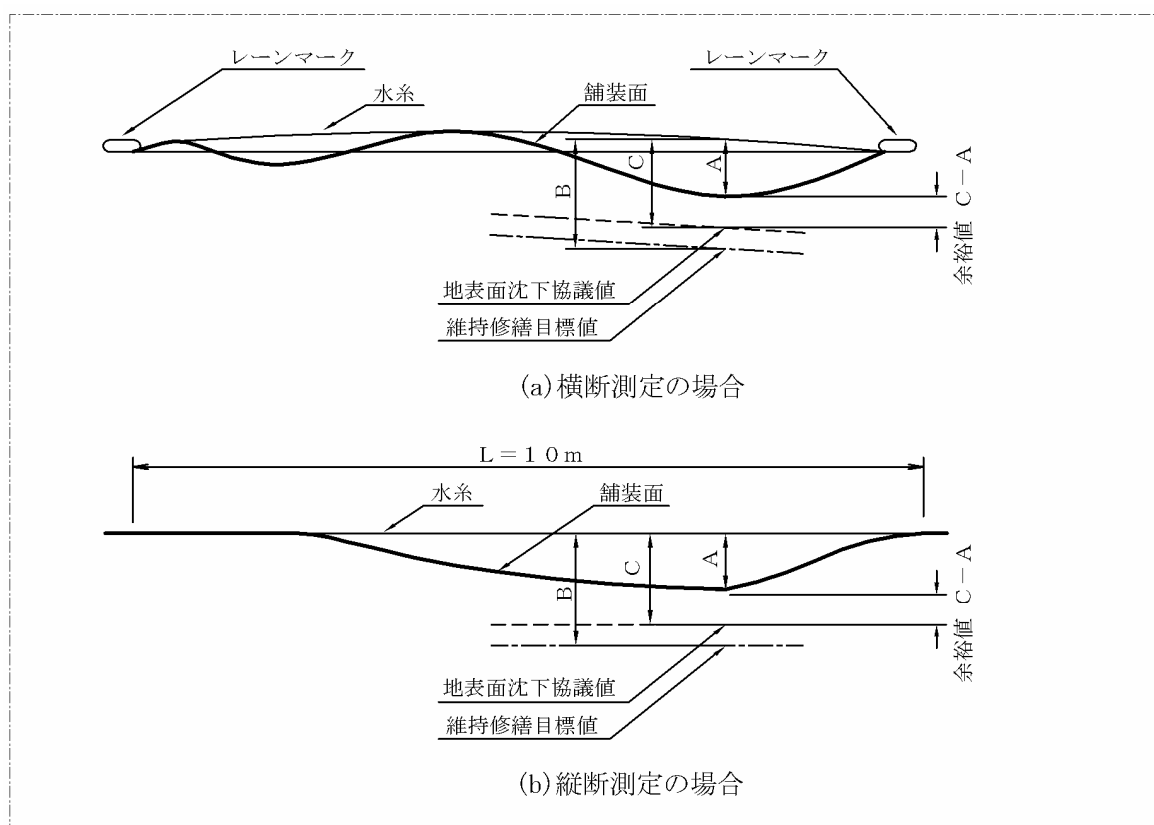 レーンマーク
レーンマーク
水糸
舗装面
A
C
B
余裕値 C－A
地表面沈下協議値
維持修繕目標値
(a)横断測定の場合
L＝10m
水糸
舗装面
A
C
B
余裕値 C－A
地表面沈下協議値
維持修繕目標値
(b)縦断測定の場合